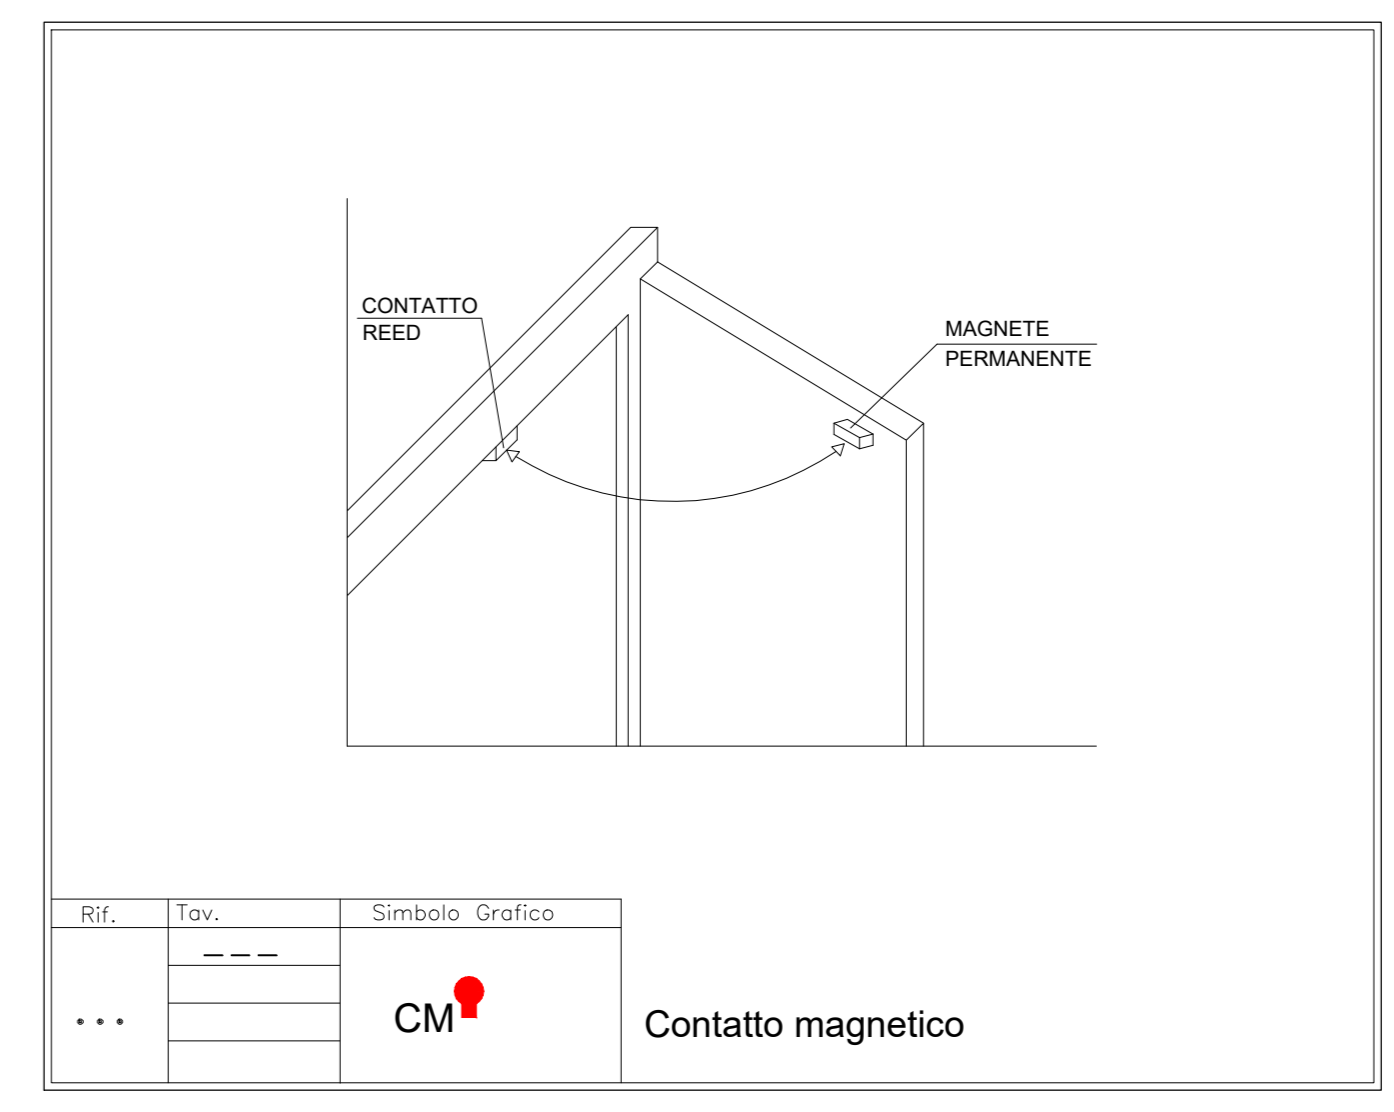 CONTATTO
REED
MAGNETE
PERMANENTE
Rif.
Tav.
Simbolo Grafico
– – –
• • •
CM
Contatto magnetico